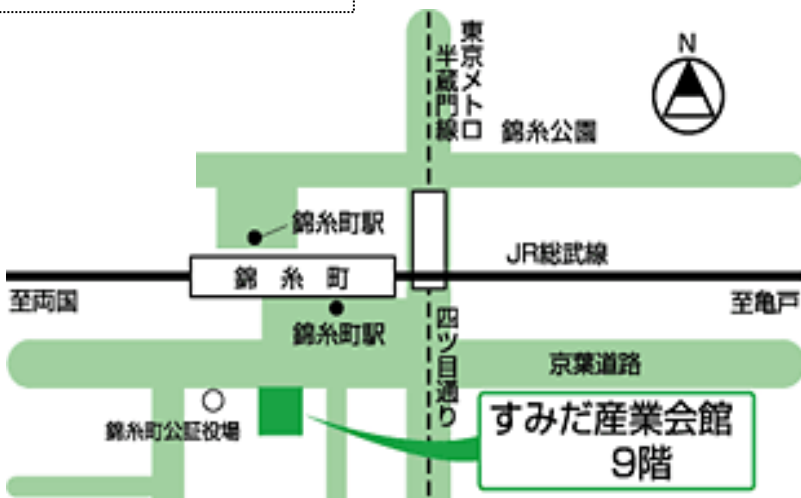 東京メトロ
半蔵門線
N
錦糸公園
錦糸町駅
JR総武線
錦糸町
至両国
至亀戸
錦糸町駅
四ツ目通り
京葉道路
錦糸町公証役場
すみだ産業会館
9階